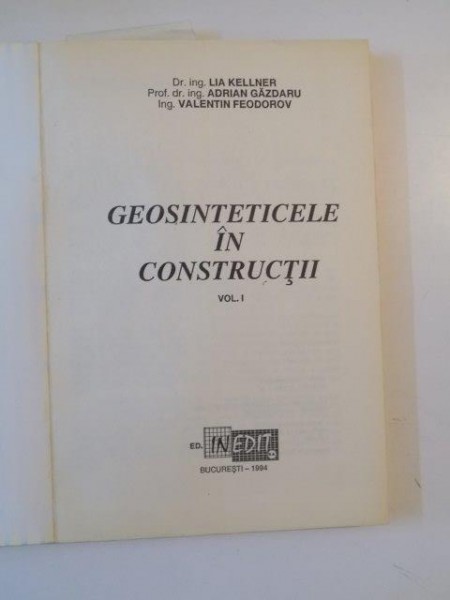 Dr. ing. LIA KELLNER
Prof. dr. ing. ADRIAN GĂZDARU
Ing. VALENTIN FEODOROV
GEOSINTETICELE
ÎN
CONSTRUCŢII
VOL. I
ED. INEDIT
BUCUREŞTI – 1994